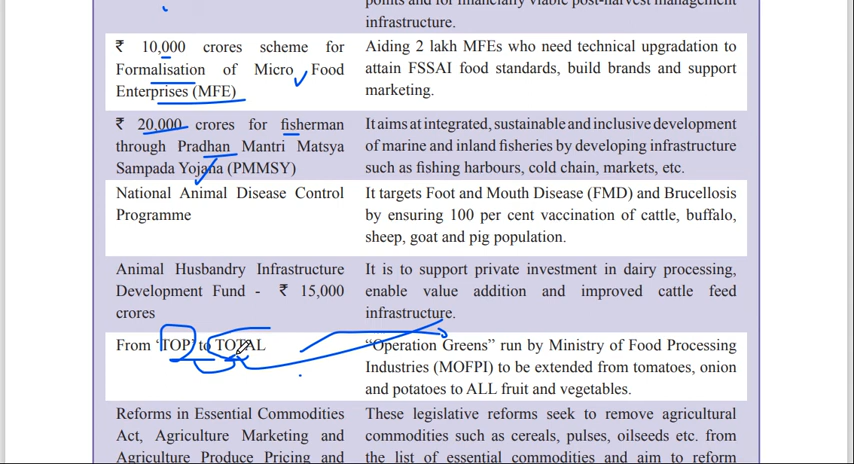 points and for financially viable post-harvest management
infrastructure.
₹ 10,000 crores scheme for
Formalisation of Micro Food
Enterprises (MFE)
Aiding 2 lakh MFEs who need technical upgradation to
attain FSSAI food standards, build brands and support
marketing.
₹ 20,000 crores for fisherman
through Pradhan Mantri Matsya
Sampada Yojana (PMMSY)
It aims at integrated, sustainable and inclusive development
of marine and inland fisheries by developing infrastructure
such as fishing harbours, cold chain, markets, etc.
National Animal Disease Control
Programme
It targets Foot and Mouth Disease (FMD) and Brucellosis
by ensuring 100 per cent vaccination of cattle, buffalo,
sheep, goat and pig population.
Animal Husbandry Infrastructure
Development Fund - ₹ 15,000
crores
It is to support private investment in dairy processing,
enable value addition and improved cattle feed
infrastructure.
From ‘TOP’ to TOTAL
“Operation Greens” run by Ministry of Food Processing
Industries (MOFPI) to be extended from tomatoes, onion
and potatoes to ALL fruit and vegetables.
Reforms in Essential Commodities
Act, Agriculture Marketing and
Agriculture Produce Pricing and
These legislative reforms seek to remove agricultural
commodities such as cereals, pulses, oilseeds etc. from
the list of essential commodities and aim to reform